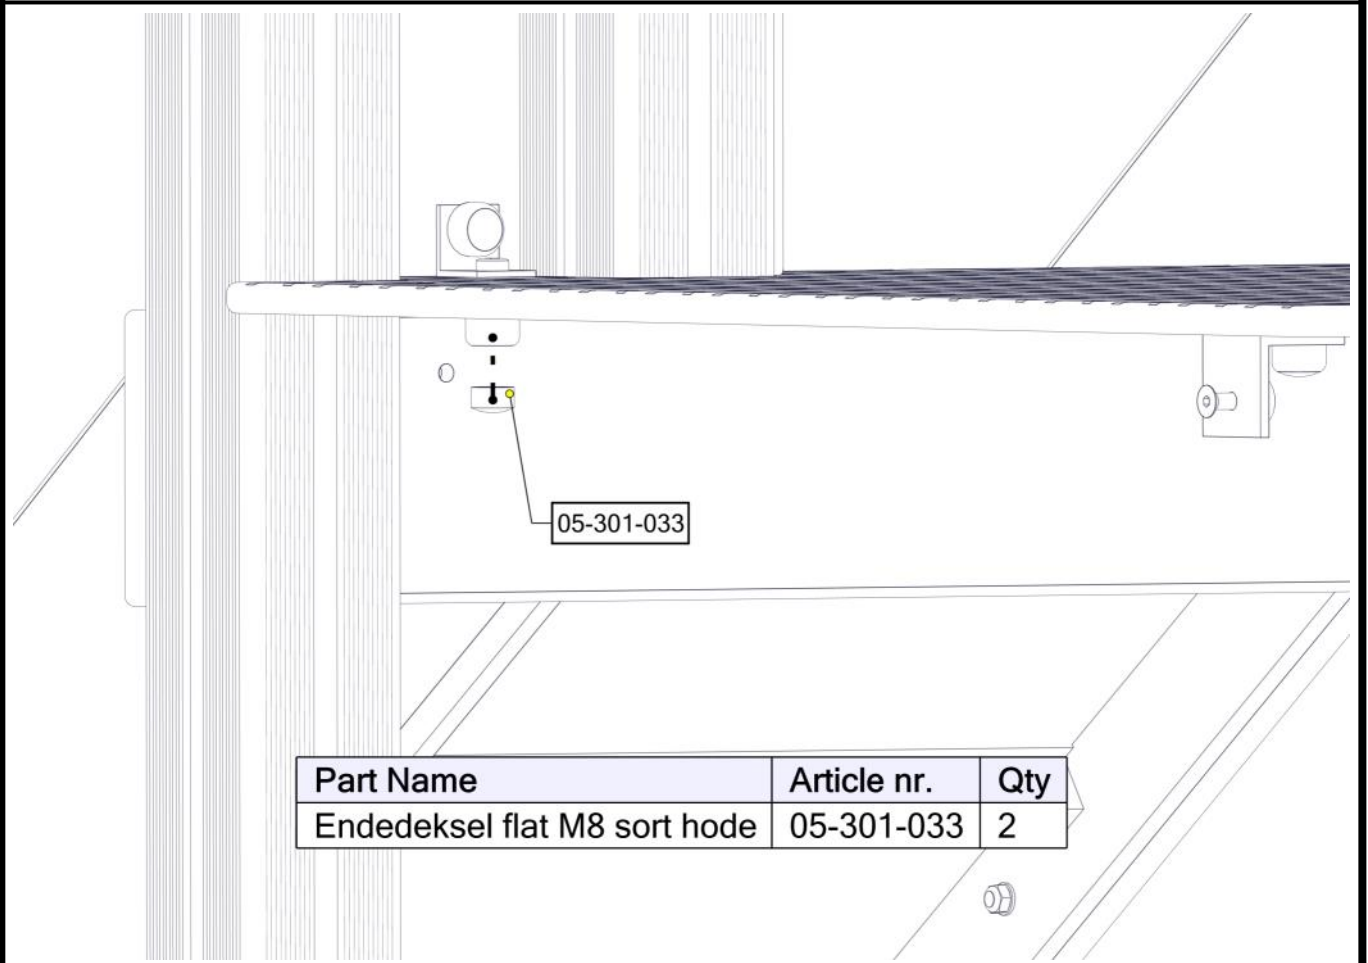 05-301-033
Part Name Article nr. Qty
Endedeksel flat M8 sort hode 05-301-033 2